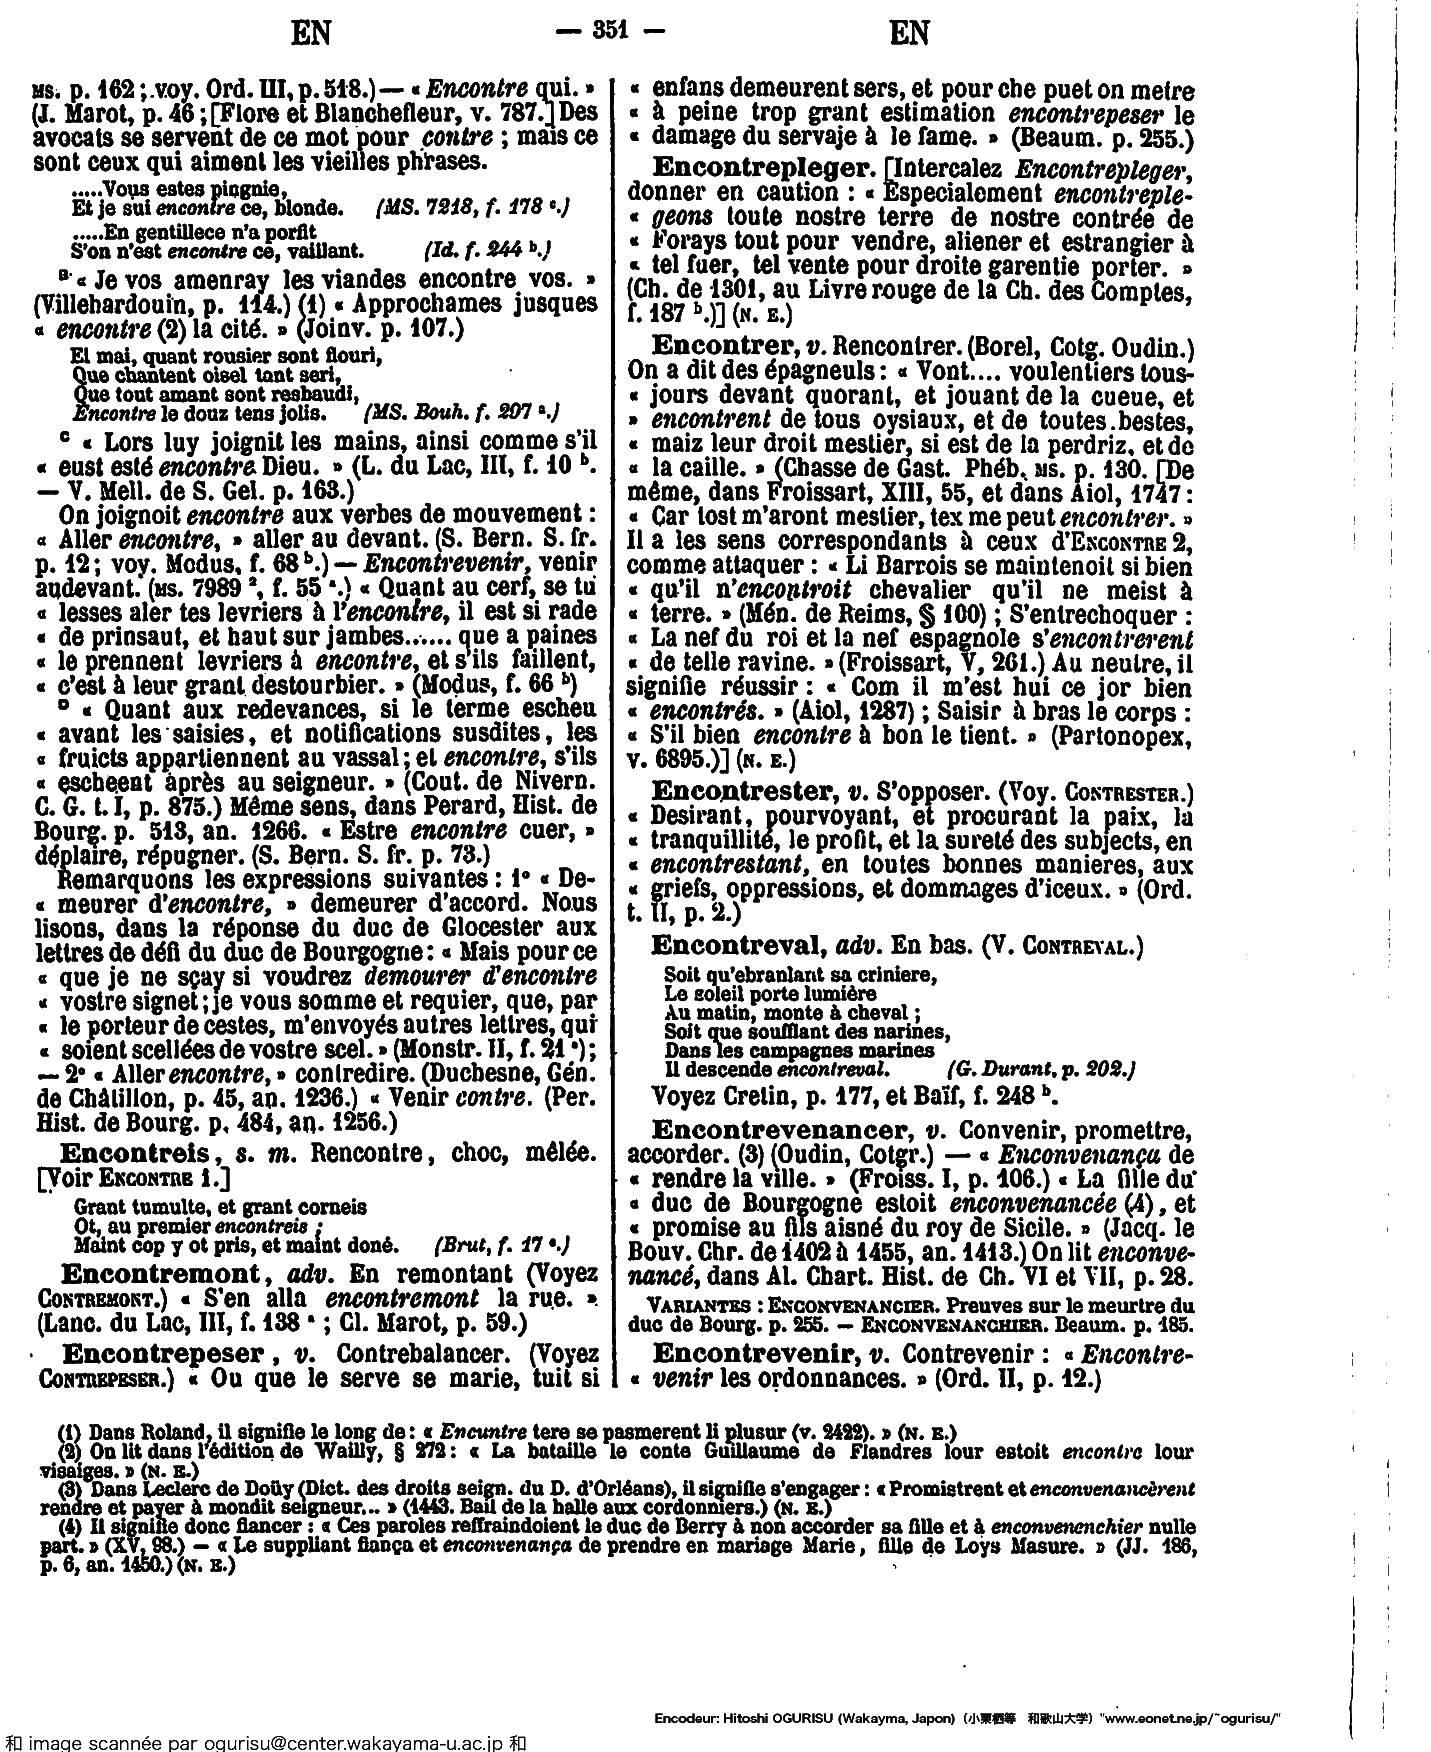 EN — 351 — EN
MS. p. 162 ; voy. Ord. III, p. 518.) — « Encontre qui. »
(J. Marot, p. 46 ; [Flore et Blanchefleur, v. 787.] Des
avocats se servent de ce mot pour contre ; mais ce
sont ceux qui aiment les vieilles phrases.
.....Vous estes piognie,
Et je sui encontre ce, blonde. (MS. 7218, f. 178 c.)
.....En gentillece n'a porfit
S'on n'est encontre ce, vaillant. (Id. f. 244 b.)
B « Je vos amenray les viandes encontre vos. »
(Villehardouin, p. 114.) (1) « Approchames jusques
« encontre (2) la cité. » (Joinv. p. 107.)
El mai, quant rousier sont flouri,
Que chantent oisel tant seri,
Que tout amant sont resbaudi,
Encontre le douz tens jolis. (MS. Bouh. f. 207 a.)
C « Lors luy joignit les mains, ainsi comme s'il
« eust esté encontre Dieu. » (L. du Lac, III, f. 10 b.
— V. Mell. de S. Gel. p. 163.)
On joignoit encontre aux verbes de mouvement :
« Aller encontre, » aller au devant. (S. Bern. S. fr.
p. 12 ; voy. Modus, f. 68 b.) — Encontrevenir, venir
audevant. (MS. 7989 2, f. 55 a.) « Quant au cerf, se tu
« lesses aler tes levriers à l'encontre, il est si rade
« de prinsaut, et haut sur jambes...... que a paines
« le prennent levriers à encontre, et s'ils faillent,
« c'est à leur grant destourbier. » (Modus, f. 66 b)
D « Quant aux redevances, si le terme escheu
« avant les saisies, et notifications susdites, les
« fruicts appartiennent au vassal ; et encontre, s'ils
« escheent après au seigneur. » (Cout. de Nivern.
C. G. t. I, p. 875.) Même sens, dans Perard, Hist. de
Bourg. p. 513, an. 1266. « Estre encontre cuer, »
déplaire, répugner. (S. Bern. S. fr. p. 73.)
Remarquons les expressions suivantes : 1° « De-
« meurer d'encontre, » demeurer d'accord. Nous
lisons, dans la réponse du duc de Glocester aux
lettres de défi du duc de Bourgogne : « Mais pour ce
« que je ne sçay si voudrez demourer d'encontre
« vostre signet ; je vous somme et requier, que, par
« le porteur de cestes, m'envoyés autres lettres, qui
« soient scellées de vostre scel. » (Monstr. II, f. 21 a) ;
— 2° « Aller encontre, » contredire. (Duchesne, Gén.
de Châtillon, p. 45, an. 1236.) « Venir contre. (Per.
Hist. de Bourg. p. 484, an. 1256.)
Encontreis, s. m. Rencontre, choc, mêlée.
[Voir ENCONTRE 1.]
Grant tumulte, et grant corneis
Ot, au premier encontreis ;
Maint cop y ot pris, et maint doné. (Brut, f. 17 a.)
Encontremont, adv. En remontant (Voyez
CONTREMONT.) « S'en alla encontremont la rue. »
(Lanc. du Lac, III, f. 138 a ; Cl. Marot, p. 59.)
Encontrepeser, v. Contrebalancer. (Voyez
CONTREPESER.) « Ou que le serve se marie, tuit si
« enfans demeurent sers, et pour che puet on metre
« à peine trop grant estimation encontrepeser le
« damage du servaje à le fame. » (Beaum. p. 255.)
Encontrepleger. [Intercalez Encontrepleger,
donner en caution : « Especialement encontreple-
« geons toute nostre terre de nostre contrée de
« Forays tout pour vendre, aliener et estrangier à
« tel fuer, tel vente pour droite garentie porter. »
(Ch. de 1301, au Livre rouge de la Ch. des Comptes,
f. 187 b.)] (N. E.)
Encontrer, v. Rencontrer. (Borel, Cotg. Oudin.)
On a dit des épagneuls : « Vont.... voulentiers tous-
« jours devant quorant, et jouant de la cueue, et
» encontrent de tous oysiaux, et de toutes bestes,
« maiz leur droit mestier, si est de la perdriz, et de
« la caille. » (Chasse de Gast. Phéb. MS. p. 130. [De
même, dans Froissart, XIII, 55, et dans Aiol, 1747 :
« Car tost m'aront mestier, tex me peut encontrer. »
Il a les sens correspondants à ceux d'ENCONTRE 2,
comme attaquer : « Li Barrois se maintenoit si bien
« qu'il n'encontroit chevalier qu'il ne meist à
« terre. » (Mén. de Reims, § 100) ; S'entrechoquer :
« La nef du roi et la nef espagnole s'encontrerent
« de telle ravine. » (Froissart, V, 261.) Au neutre, il
signifie réussir : « Com il m'est hui ce jor bien
« encontrés. » (Aiol, 1287) ; Saisir à bras le corps :
« S'il bien encontre à bon le tient. » (Partonopex,
v. 6895.)] (N. E.)
Encontrester, v. S'opposer. (Voy. CONTRESTER.)
« Desirant, pourvoyant, et procurant la paix, la
« tranquillité, le profit, et la sureté des subjects, en
« encontrestant, en toutes bonnes manieres, aux
« griefs, oppressions, et dommages d'iceux. » (Ord.
t. II, p. 2.)
Encontreval, adv. En bas. (V. CONTREVAL.)
Soit qu'ebranlant sa criniere,
Le soleil porte lumière
Au matin, monte à cheval ;
Soit que soufflant des narines,
Dans les campagnes marines
Il descende encontreval. (G. Durant, p. 202.)
Voyez Cretin, p. 177, et Baïf, f. 248 b.
Encontrevenancer, v. Convenir, promettre,
accorder. (3) (Oudin, Cotgr.) — « Enconvenança de
« rendre la ville. » (Froiss. I, p. 106.) « La fille du
« duc de Bourgogne estoit enconvenancée (4), et
« promise au fils aisné du roy de Sicile. » (Jacq. le
Bouv. Chr. de 1402 à 1455, an. 1413.) On lit enconve-
nancé, dans Al. Chart. Hist. de Ch. VI et VII, p. 28.
VARIANTES : ENCONVENANCIER. Preuves sur le meurtre du
duc de Bourg. p. 255. — ENCONVENANCHIER. Beaum. p. 185.
Encontrevenir, v. Contrevenir : « Encontre-
« venir les ordonnances. » (Ord. II, p. 12.)
(1) Dans Roland, il signifie le long de : « Encuntre tere se pasmerent li plusur (v. 2422). » (N. E.)
(2) On lit dans l'édition de Wailly, § 272 : « La bataille le conte Guillaume de Flandres lour estoit encontre lour
visaiges. » (N. E.)
(3) Dans Leclerc de Doüy (Dict. des droits seign. du D. d'Orléans), il signifie s'engager : « Promistrent et enconvenancèrent
rendre et payer à mondit seigneur... » (1443. Bail de la halle aux cordonniers.) (N. E.)
(4) Il signifie donc fiancer : « Ces paroles reffraindoient le duc de Berry à non accorder sa fille et à enconvenenchier nulle
part. » (XV, 98.) — « Le suppliant fiança et enconvenança de prendre en mariage Marie, fille de Loys Masure. » (JJ. 186,
p. 6, an. 1450.) (N. E.)
Encodeur: Hitoshi OGURISU (Wakayma, Japon) (小栗栖等 和歌山大学) "www.eonet.ne.jp/~ogurisu/"
和 image scannée par ogurisu@center.wakayama-u.ac.jp 和